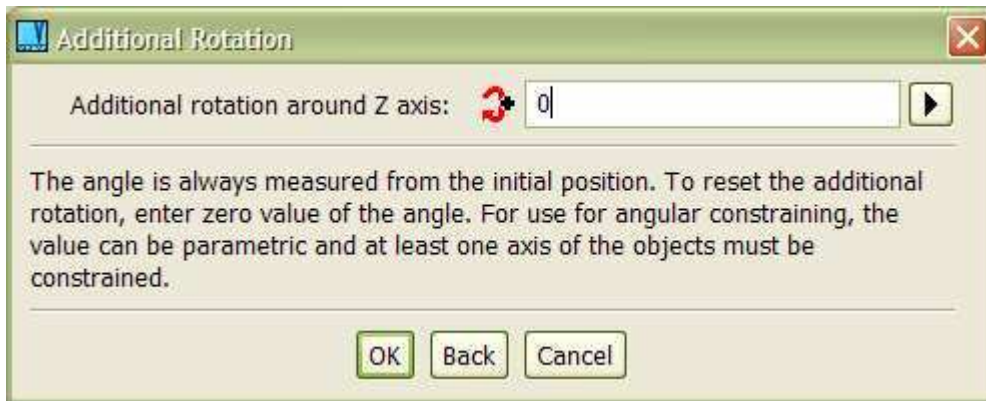 Additional Rotation
Additional rotation around Z axis: 0
The angle is always measured from the initial position. To reset the additional
rotation, enter zero value of the angle. For use for angular constraining, the
value can be parametric and at least one axis of the objects must be
constrained.
OK Back Cancel